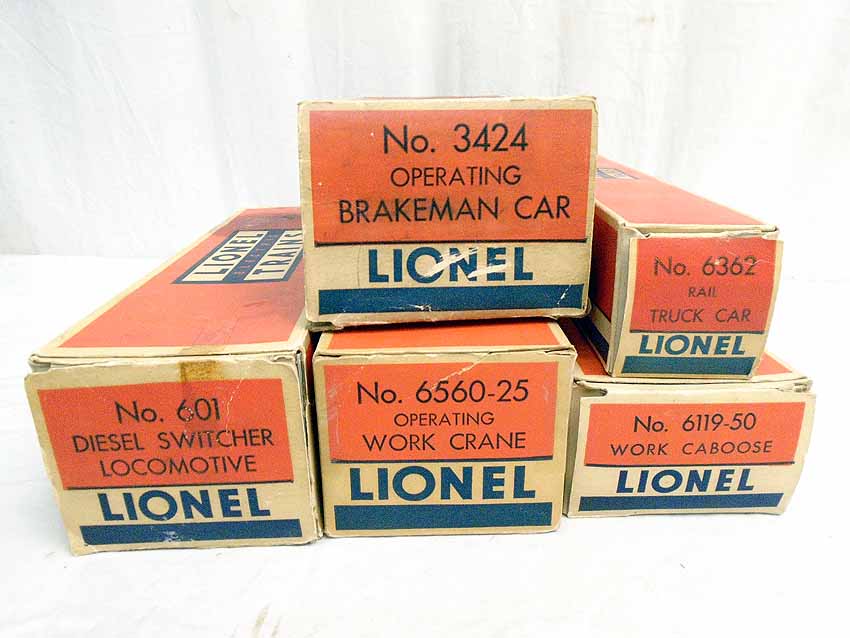 No. 3424
OPERATING
BRAKEMAN CAR
LIONEL
No. 6362
RAIL
TRUCK CAR
LIONEL
LIONEL
TRAINS
No. 601
DIESEL SWITCHER
LOCOMOTIVE
LIONEL
No. 6560-25
OPERATING
WORK CRANE
LIONEL
No. 6119-50
WORK CABOOSE
LIONEL